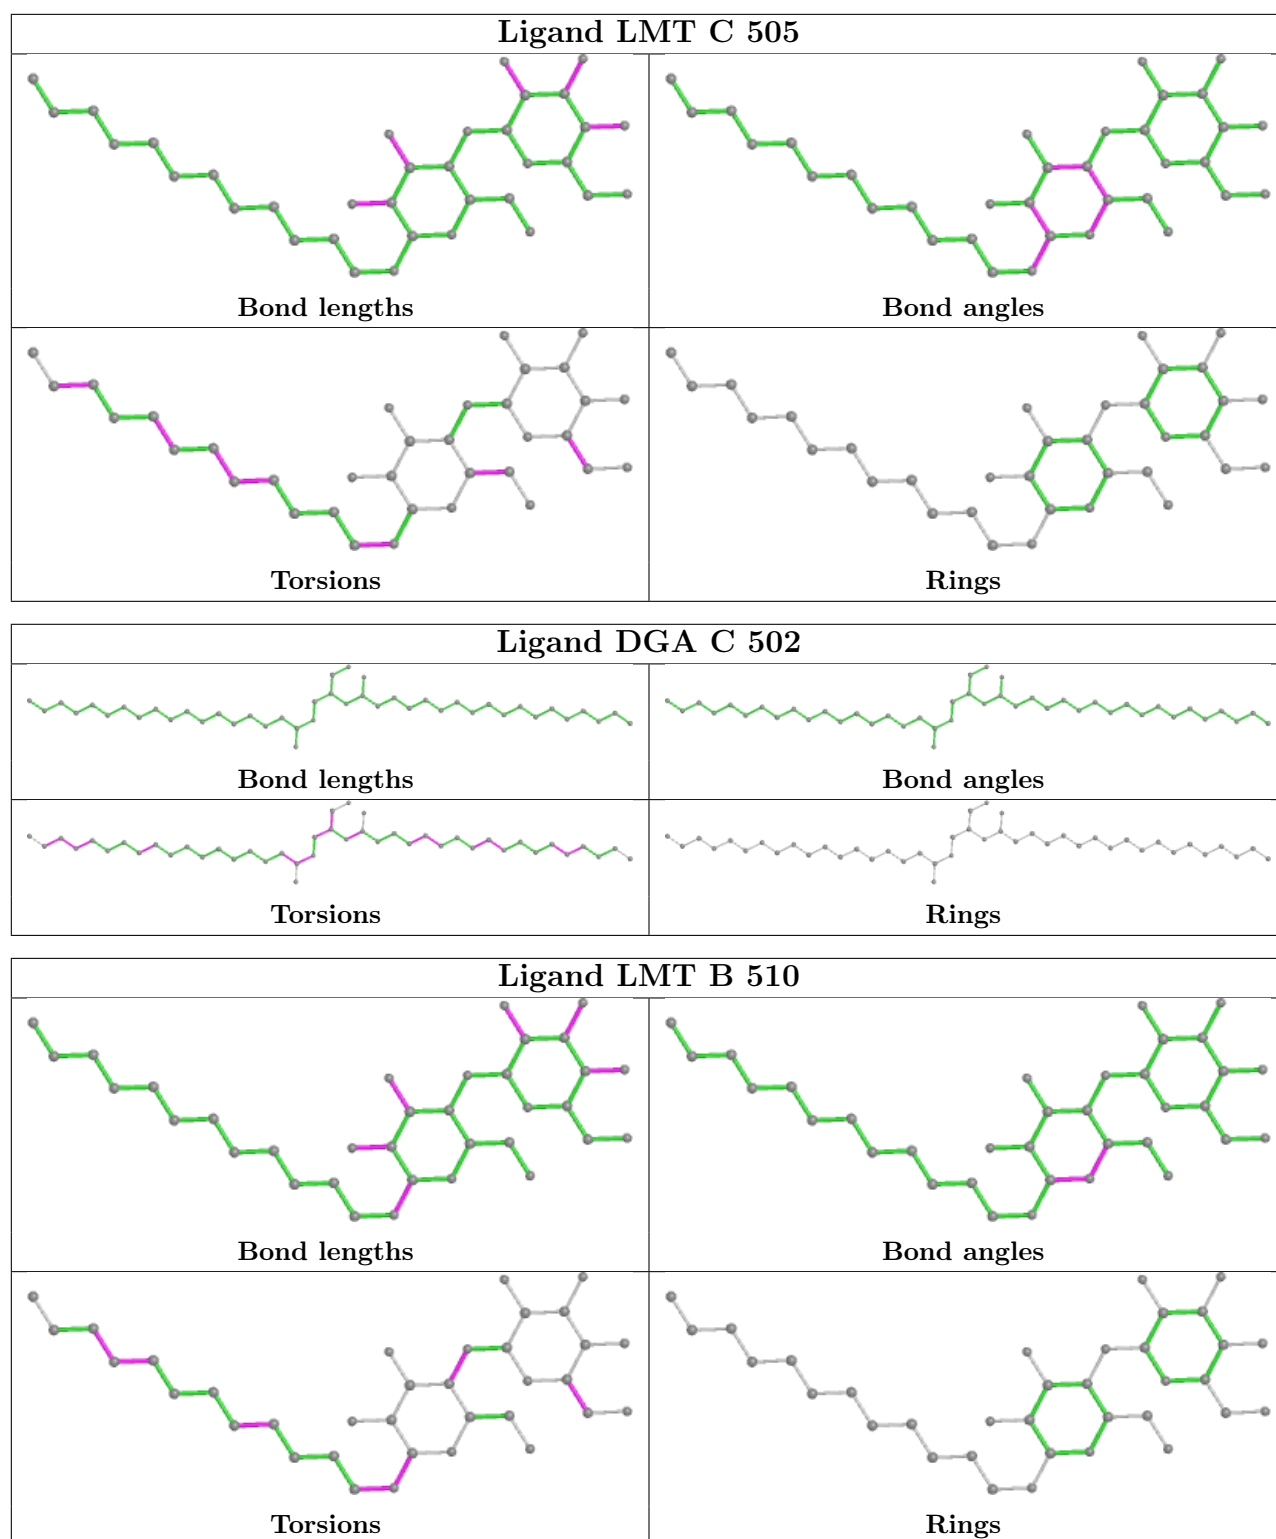 Ligand LMT C 505
Bond lengths
Bond angles
Torsions
Rings
Ligand DGA C 502
Bond lengths
Bond angles
Torsions
Rings
Ligand LMT B 510
Bond lengths
Bond angles
Torsions
Rings